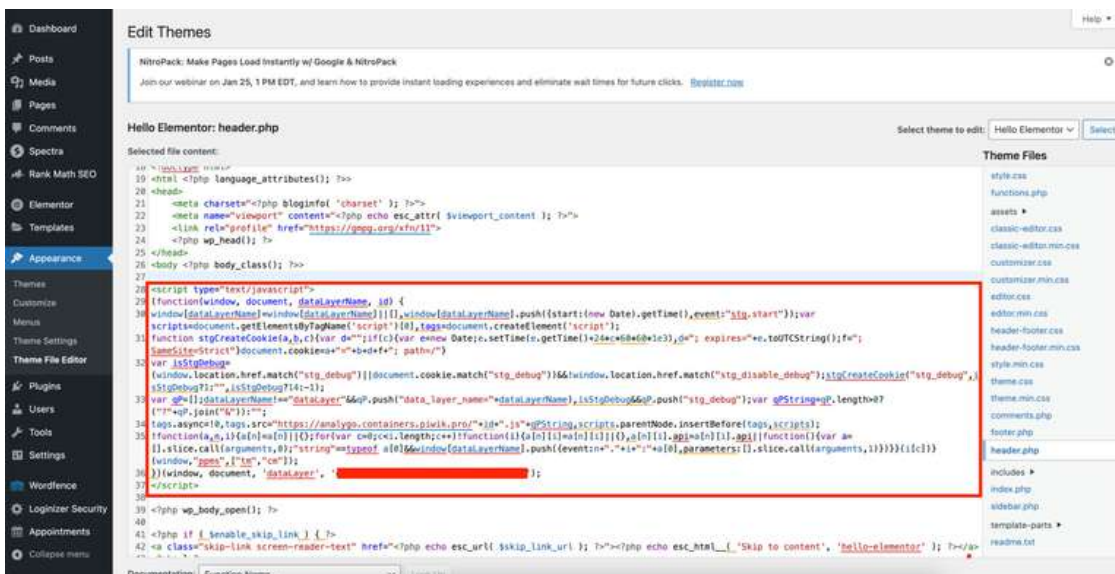 Help
Dashboard
Posts
Media
Pages
Comments
Spectra
Rank Math SEO
Elementor
Templates
Appearance
Themes
Customize
Menus
Theme Settings
Theme File Editor
Plugins
Users
Tools
Settings
Wordfence
Loginizer Security
Appointments
Collapse menu
Edit Themes
NitroPack: Make Pages Load Instantly w/ Google & NitroPack
Join our webinar on Jan 25, 1 PM EDT, and learn how to provide instant loading experiences and eliminate wait times for future clicks. Register now
Hello Elementor: header.php
Select theme to edit: Hello Elementor Select
Selected file content:
19 <html <?php language_attributes(); ?>>
20 <head>
21 <meta charset="<?php bloginfo( 'charset' ); ?>">
22 <meta name="viewport" content="<?php echo esc_attr( $viewport_content ); ?>">
23 <link rel="profile" href="https://gmpg.org/xfn/11">
24 <?php wp_head(); ?>
25 </head>
26 <body <?php body_class(); ?>>
27
28 <script type="text/javascript">
29 (function(window, document, dataLayerName, id) {
30 window[dataLayerName]=window[dataLayerName]||[],window[dataLayerName].push({start:(new Date).getTime(),event:"stg.start"});var
scripts=document.getElementsByTagName('script')[0],tags=document.createElement('script');
31 function stgCreateCookie(a,b,c){var d="";if(c){var e=new Date;e.setTime(e.getTime()+24*c*60*60*1e3),d="; expires="+e.toUTCString();f=";
SameSite=Strict"}document.cookie=a+"="+b+d+f+"; path=/"}
32 var isStgDebug=
(window.location.href.match("stg_debug")||document.cookie.match("stg_debug"))&&!window.location.href.match("stg_disable_debug");stgCreateCookie("stg_debug",i
sStgDebug?1:"",isStgDebug?14:-1);
33 var qP=[];dataLayerName!=="dataLayer"&&qP.push("data_layer_name="+dataLayerName),isStgDebug&&qP.push("stg_debug");var qPString=qP.length>0?
("?"+qP.join("&")):"";
34 tags.async=!0,tags.src="https://analygo.containers.piwik.pro/"+id+".js"+qPString,scripts.parentNode.insertBefore(tags,scripts);
35 !function(a,n,i){a[n]=a[n]||{};for(var c=0;c<i.length;c++)!function(i){a[n][i]=a[n][i]||{},a[n][i].api=a[n][i].api||function(){var a=
[].slice.call(arguments,0);"string"==typeof a[0]&&window[dataLayerName].push({event:n+"."+i+":"+a[0],parameters:[].slice.call(arguments,1)})}}(i[c])}
(window,"ppms",["tm","cm"]);
36 })(window, document, 'dataLayer', ' ');
37 </script>
38
39 <?php wp_body_open(); ?>
40
41 <?php if ( $enable_skip_link ) { ?>
42 <a class="skip-link screen-reader-text" href="<?php echo esc_url( $skip_link_url ); ?>"><?php echo esc_html__( 'Skip to content', 'hello-elementor' ); ?></a>
Theme Files
style.css
functions.php
assets
classic-editor.css
classic-editor.min.css
customizer.css
customizer.min.css
editor.css
editor.min.css
header-footer.css
header-footer.min.css
style.min.css
theme.css
theme.min.css
comments.php
footer.php
header.php
includes
index.php
sidebar.php
template-parts
readme.txt
Documentation: Function Name